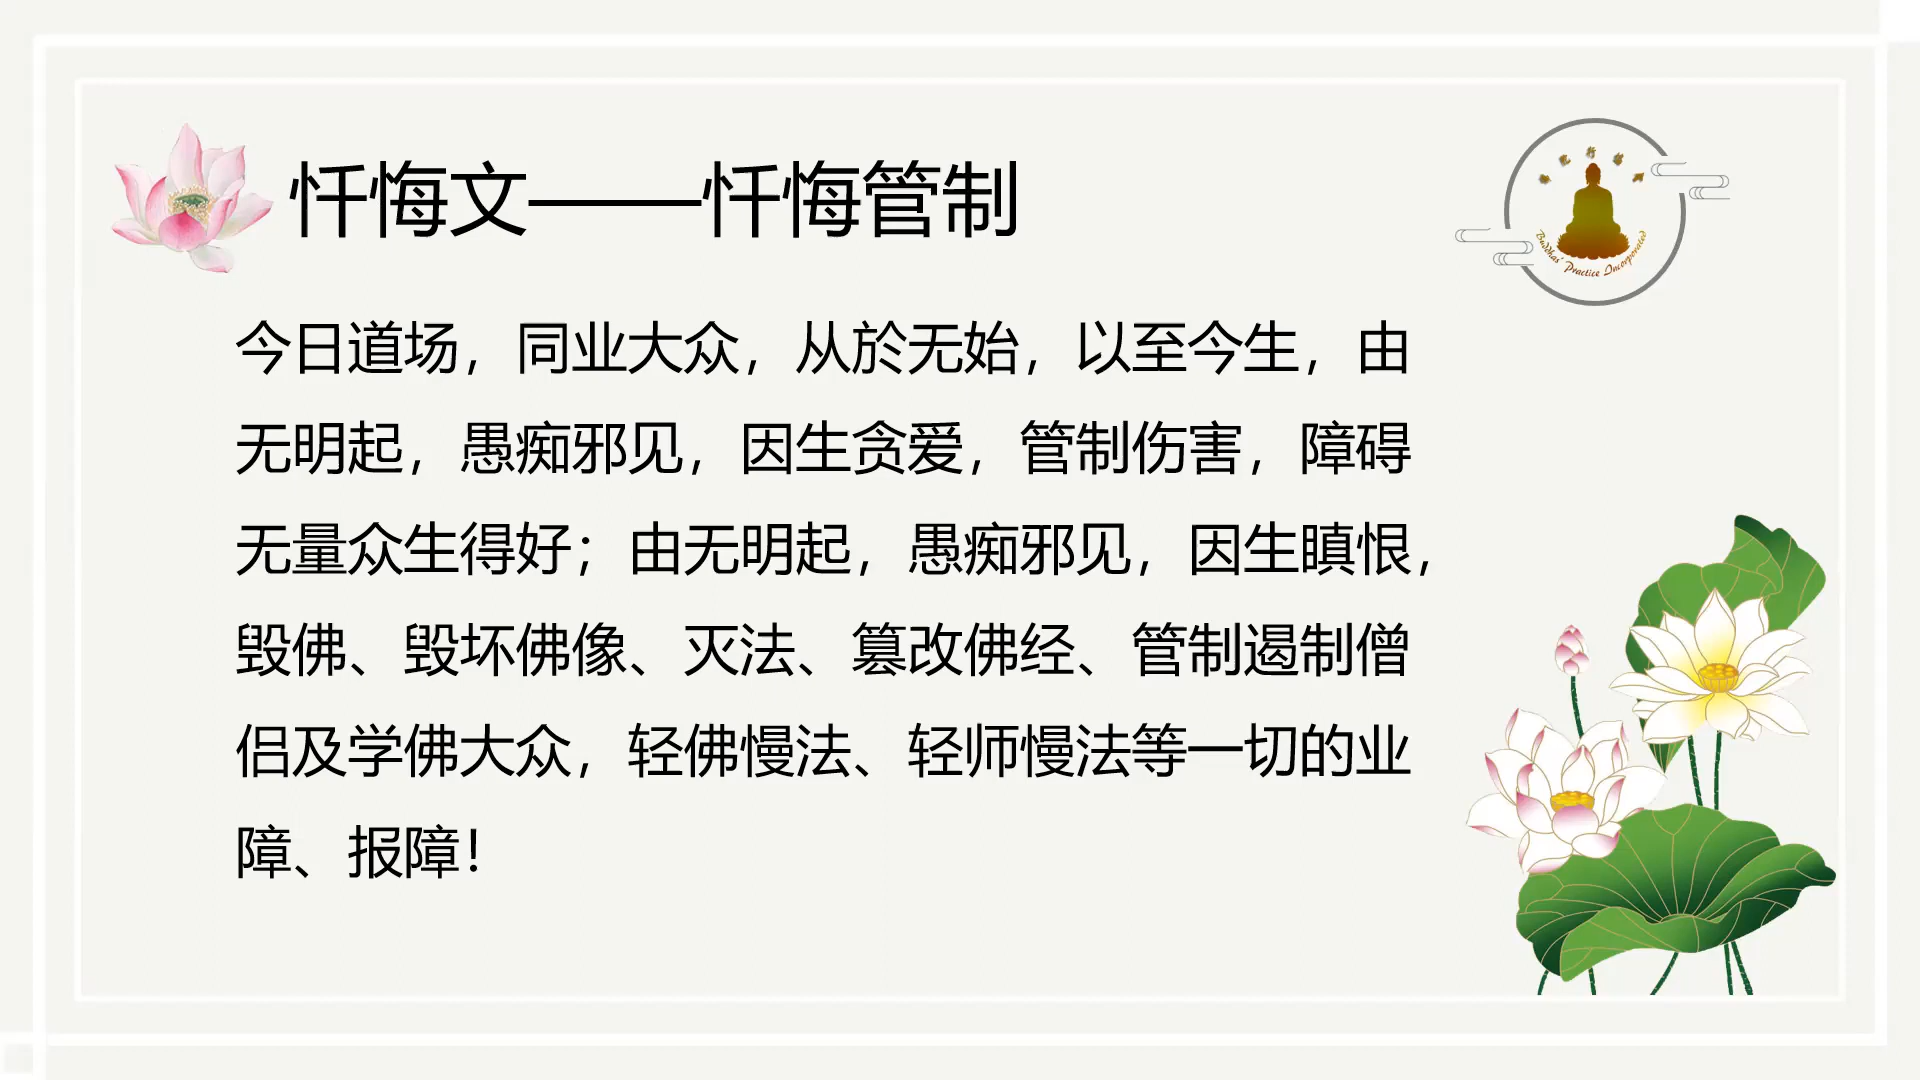 忏悔文——忏悔管制
今日道场，同业大众，从於无始，以至今生，由
无明起，愚痴邪见，因生贪爱，管制伤害，障碍
无量众生得好；由无明起，愚痴邪见，因生瞋恨，
毁佛、毁坏佛像、灭法、篡改佛经、管制遏制僧
侣及学佛大众，轻佛慢法、轻师慢法等一切的业
障、报障！
Buddhas' Practice Incorporated